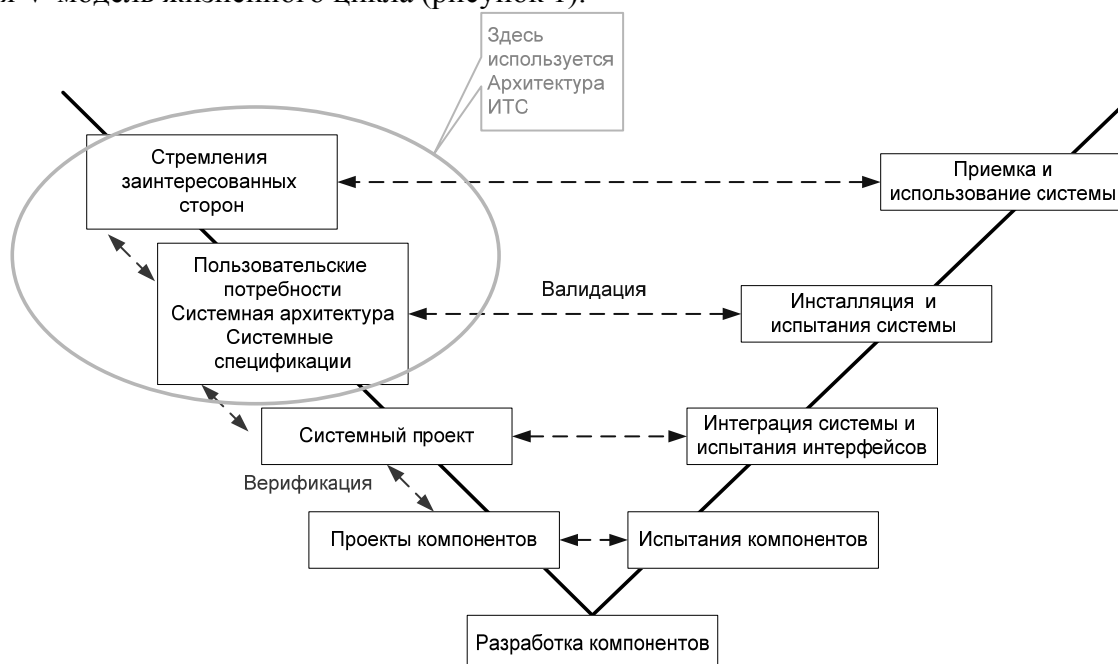 V-модель жизненного цикла (рисунок 1).
Здесь
используется
Архитектура
ИТС
Стремления
заинтересованных
сторон
Приемка и
использование системы
Пользовательские
потребности
Системная архитектура
Системные
спецификации
Валидация
Инсталляция и
испытания системы
Системный проект
Интеграция системы и
испытания интерфейсов
Верификация
Проекты компонентов
Испытания компонентов
Разработка компонентов